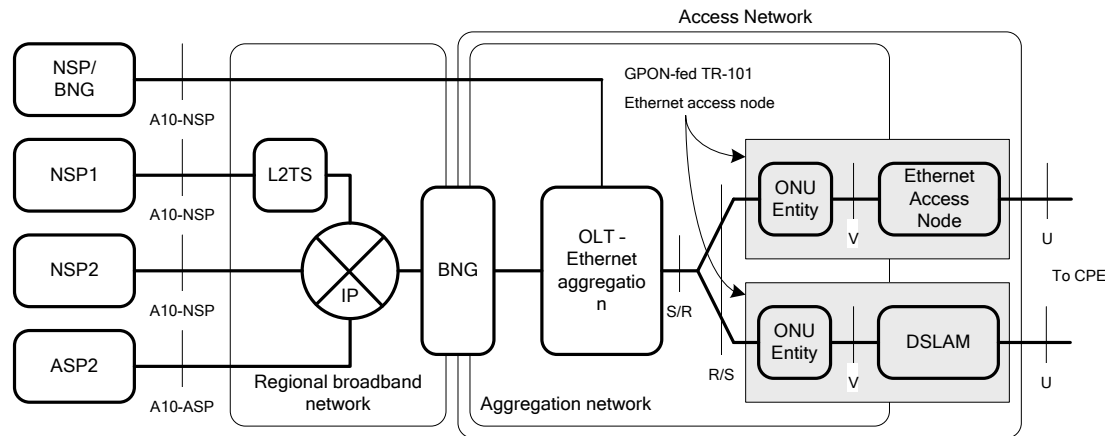 Access Network
NSP/
BNG
A10-NSP
GPON-fed TR-101
Ethernet access node
NSP1
A10-NSP
L2TS
ONU
Entity
V
Ethernet
Access
Node
U
NSP2
A10-NSP
IP
BNG
OLT –
Ethernet
aggregatio
n
S/R
To CPE
ASP2
A10-ASP
R/S
ONU
Entity
V
DSLAM
U
Regional broadband
network
Aggregation network